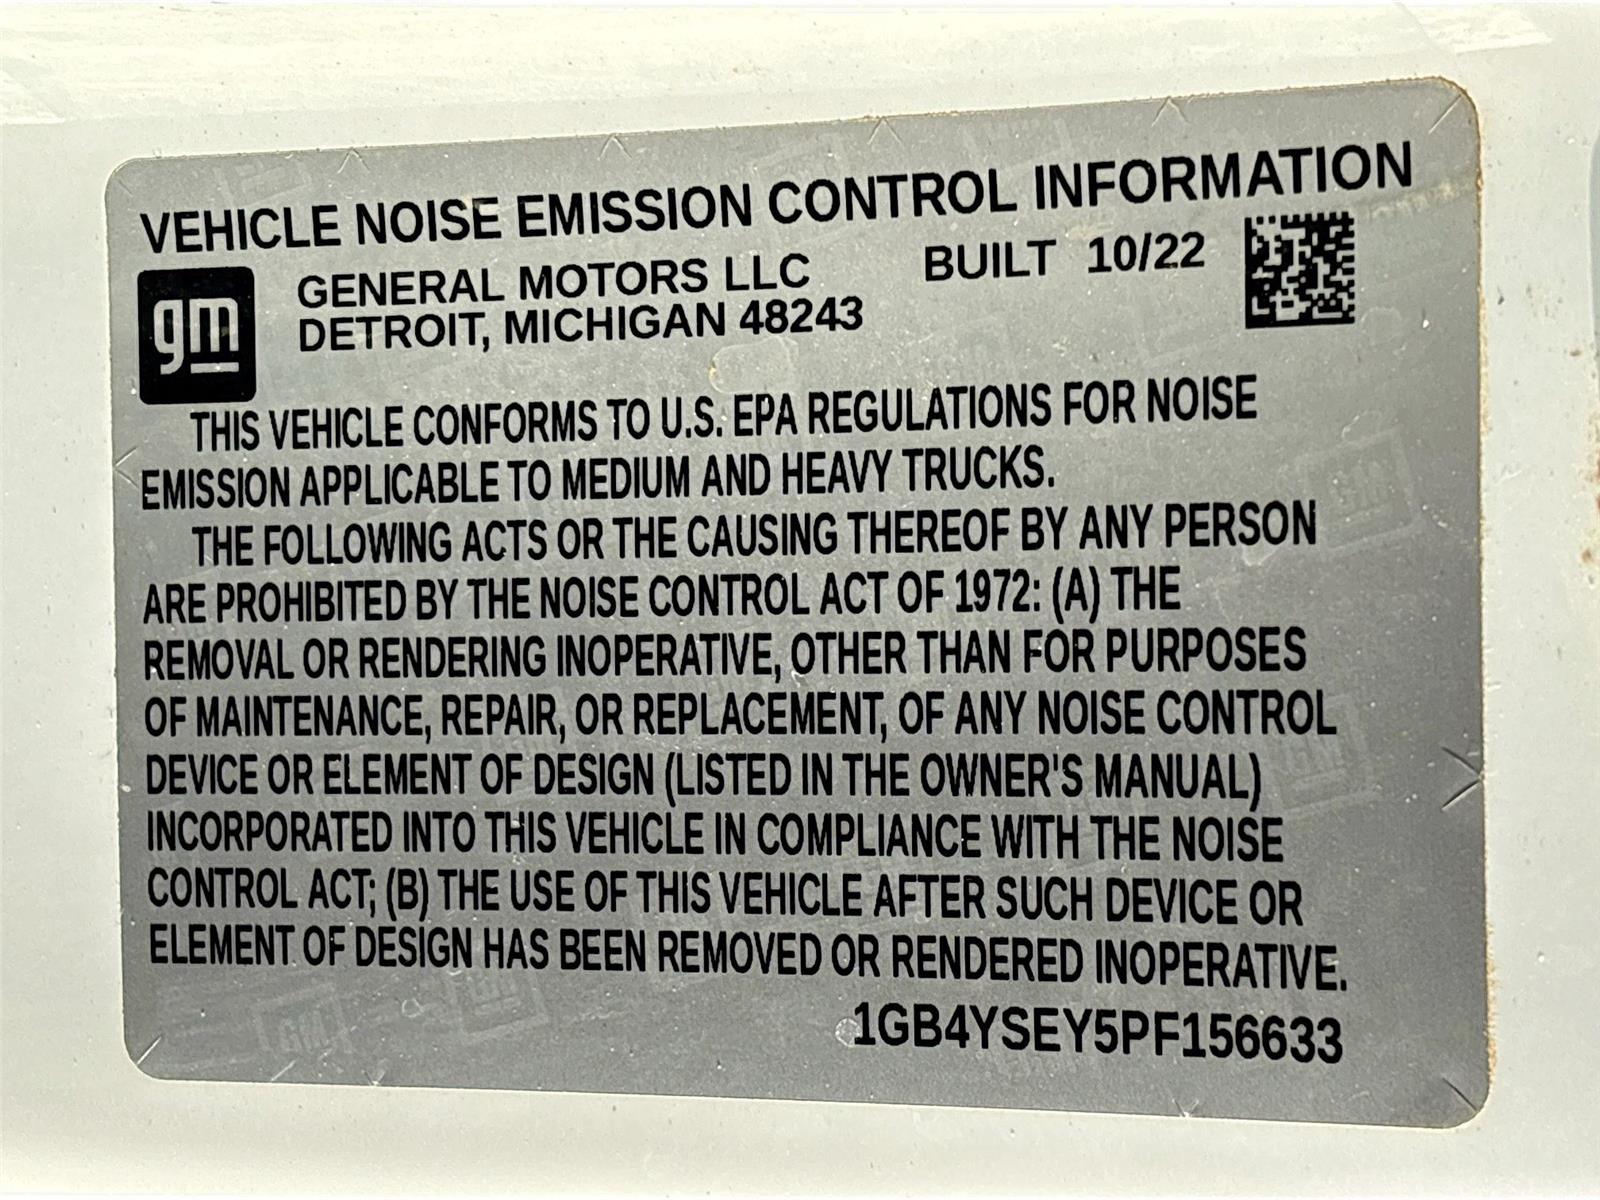 VEHICLE NOISE EMISSION CONTROL INFORMATION
gm
GENERAL MOTORS LLC BUILT 10/22
DETROIT, MICHIGAN 48243
THIS VEHICLE CONFORMS TO U.S. EPA REGULATIONS FOR NOISE
EMISSION APPLICABLE TO MEDIUM AND HEAVY TRUCKS.
THE FOLLOWING ACTS OR THE CAUSING THEREOF BY ANY PERSON
ARE PROHIBITED BY THE NOISE CONTROL ACT OF 1972: (A) THE
REMOVAL OR RENDERING INOPERATIVE, OTHER THAN FOR PURPOSES
OF MAINTENANCE, REPAIR, OR REPLACEMENT, OF ANY NOISE CONTROL
DEVICE OR ELEMENT OF DESIGN (LISTED IN THE OWNER'S MANUAL)
INCORPORATED INTO THIS VEHICLE IN COMPLIANCE WITH THE NOISE
CONTROL ACT; (B) THE USE OF THIS VEHICLE AFTER SUCH DEVICE OR
ELEMENT OF DESIGN HAS BEEN REMOVED OR RENDERED INOPERATIVE.
1GB4YSEY5PF156633